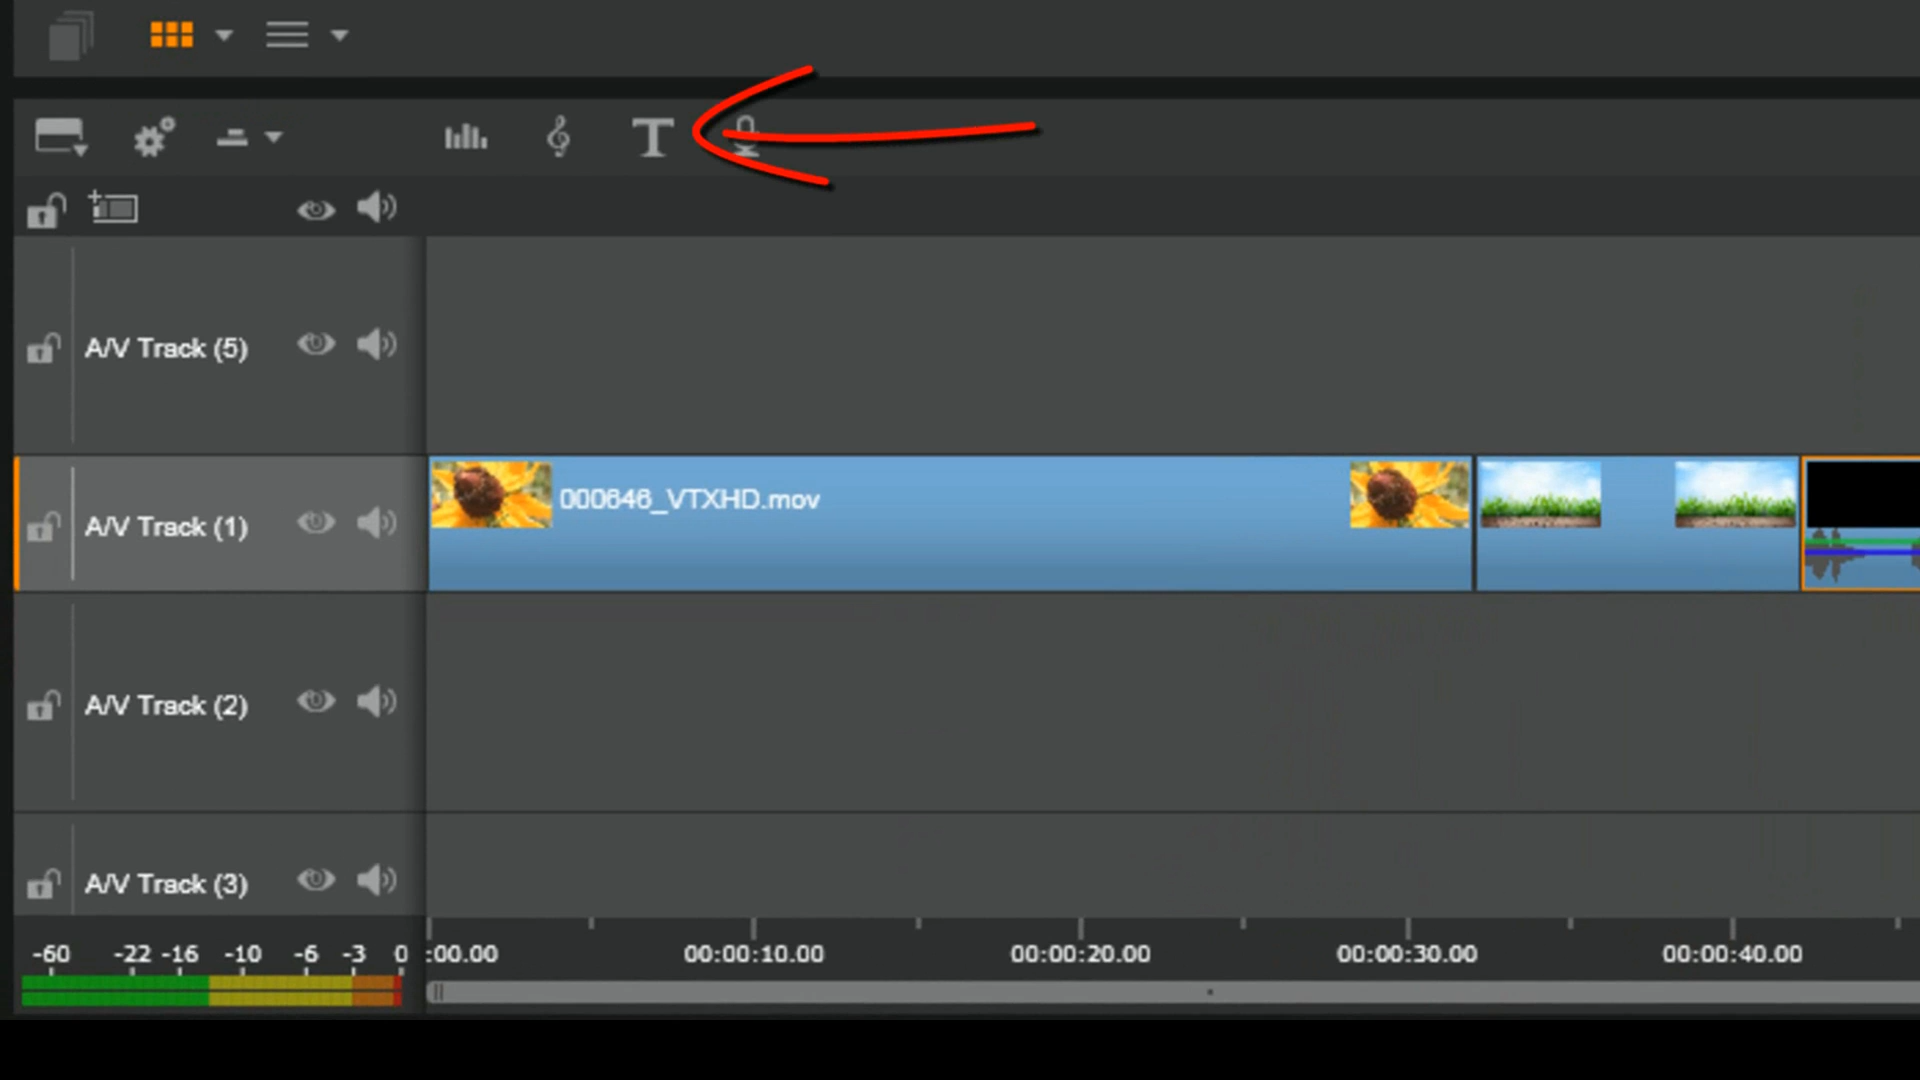 T
A/V Track (5)
A/V Track (1)
000646_VTXHD.mov
A/V Track (2)
A/V Track (3)
-60 -22 -16 -10 -6 -3 0
:00.00 00:00:10.00 00:00:20.00 00:00:30.00 00:00:40.00